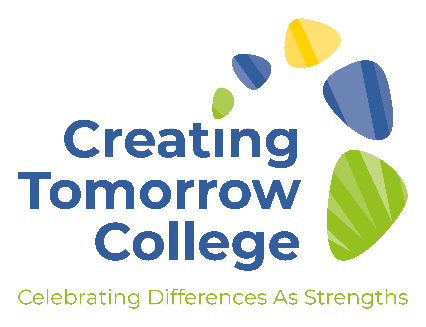 Creating
Tomorrow
College
Celebrating Differences As Strengths